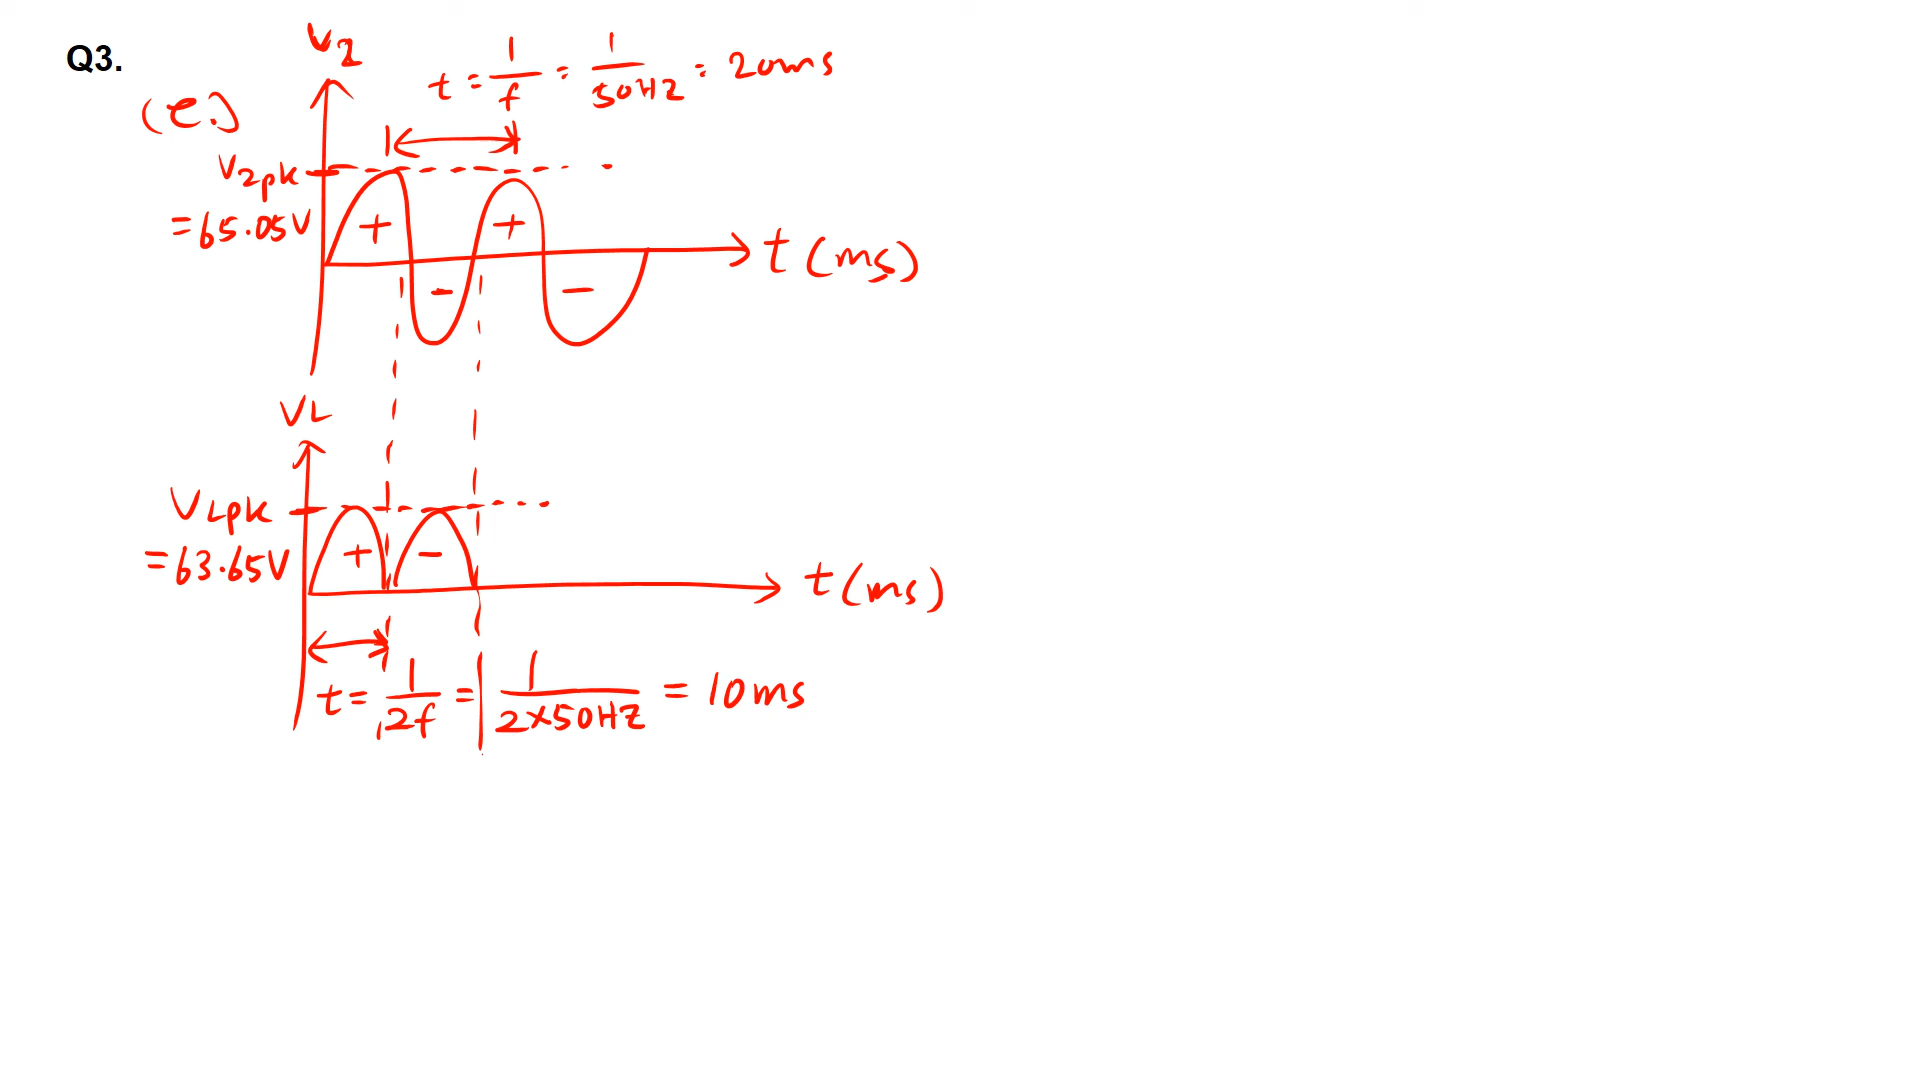 Q3.
(e.)
V2
t = 1/f = 1/50Hz = 20ms
V2pk
= 65.05V
+ +
- -
t (ms)
VL
VLpk
= 63.65V
+ -
t (ms)
t = 1/2f = 1/2×50Hz = 10ms